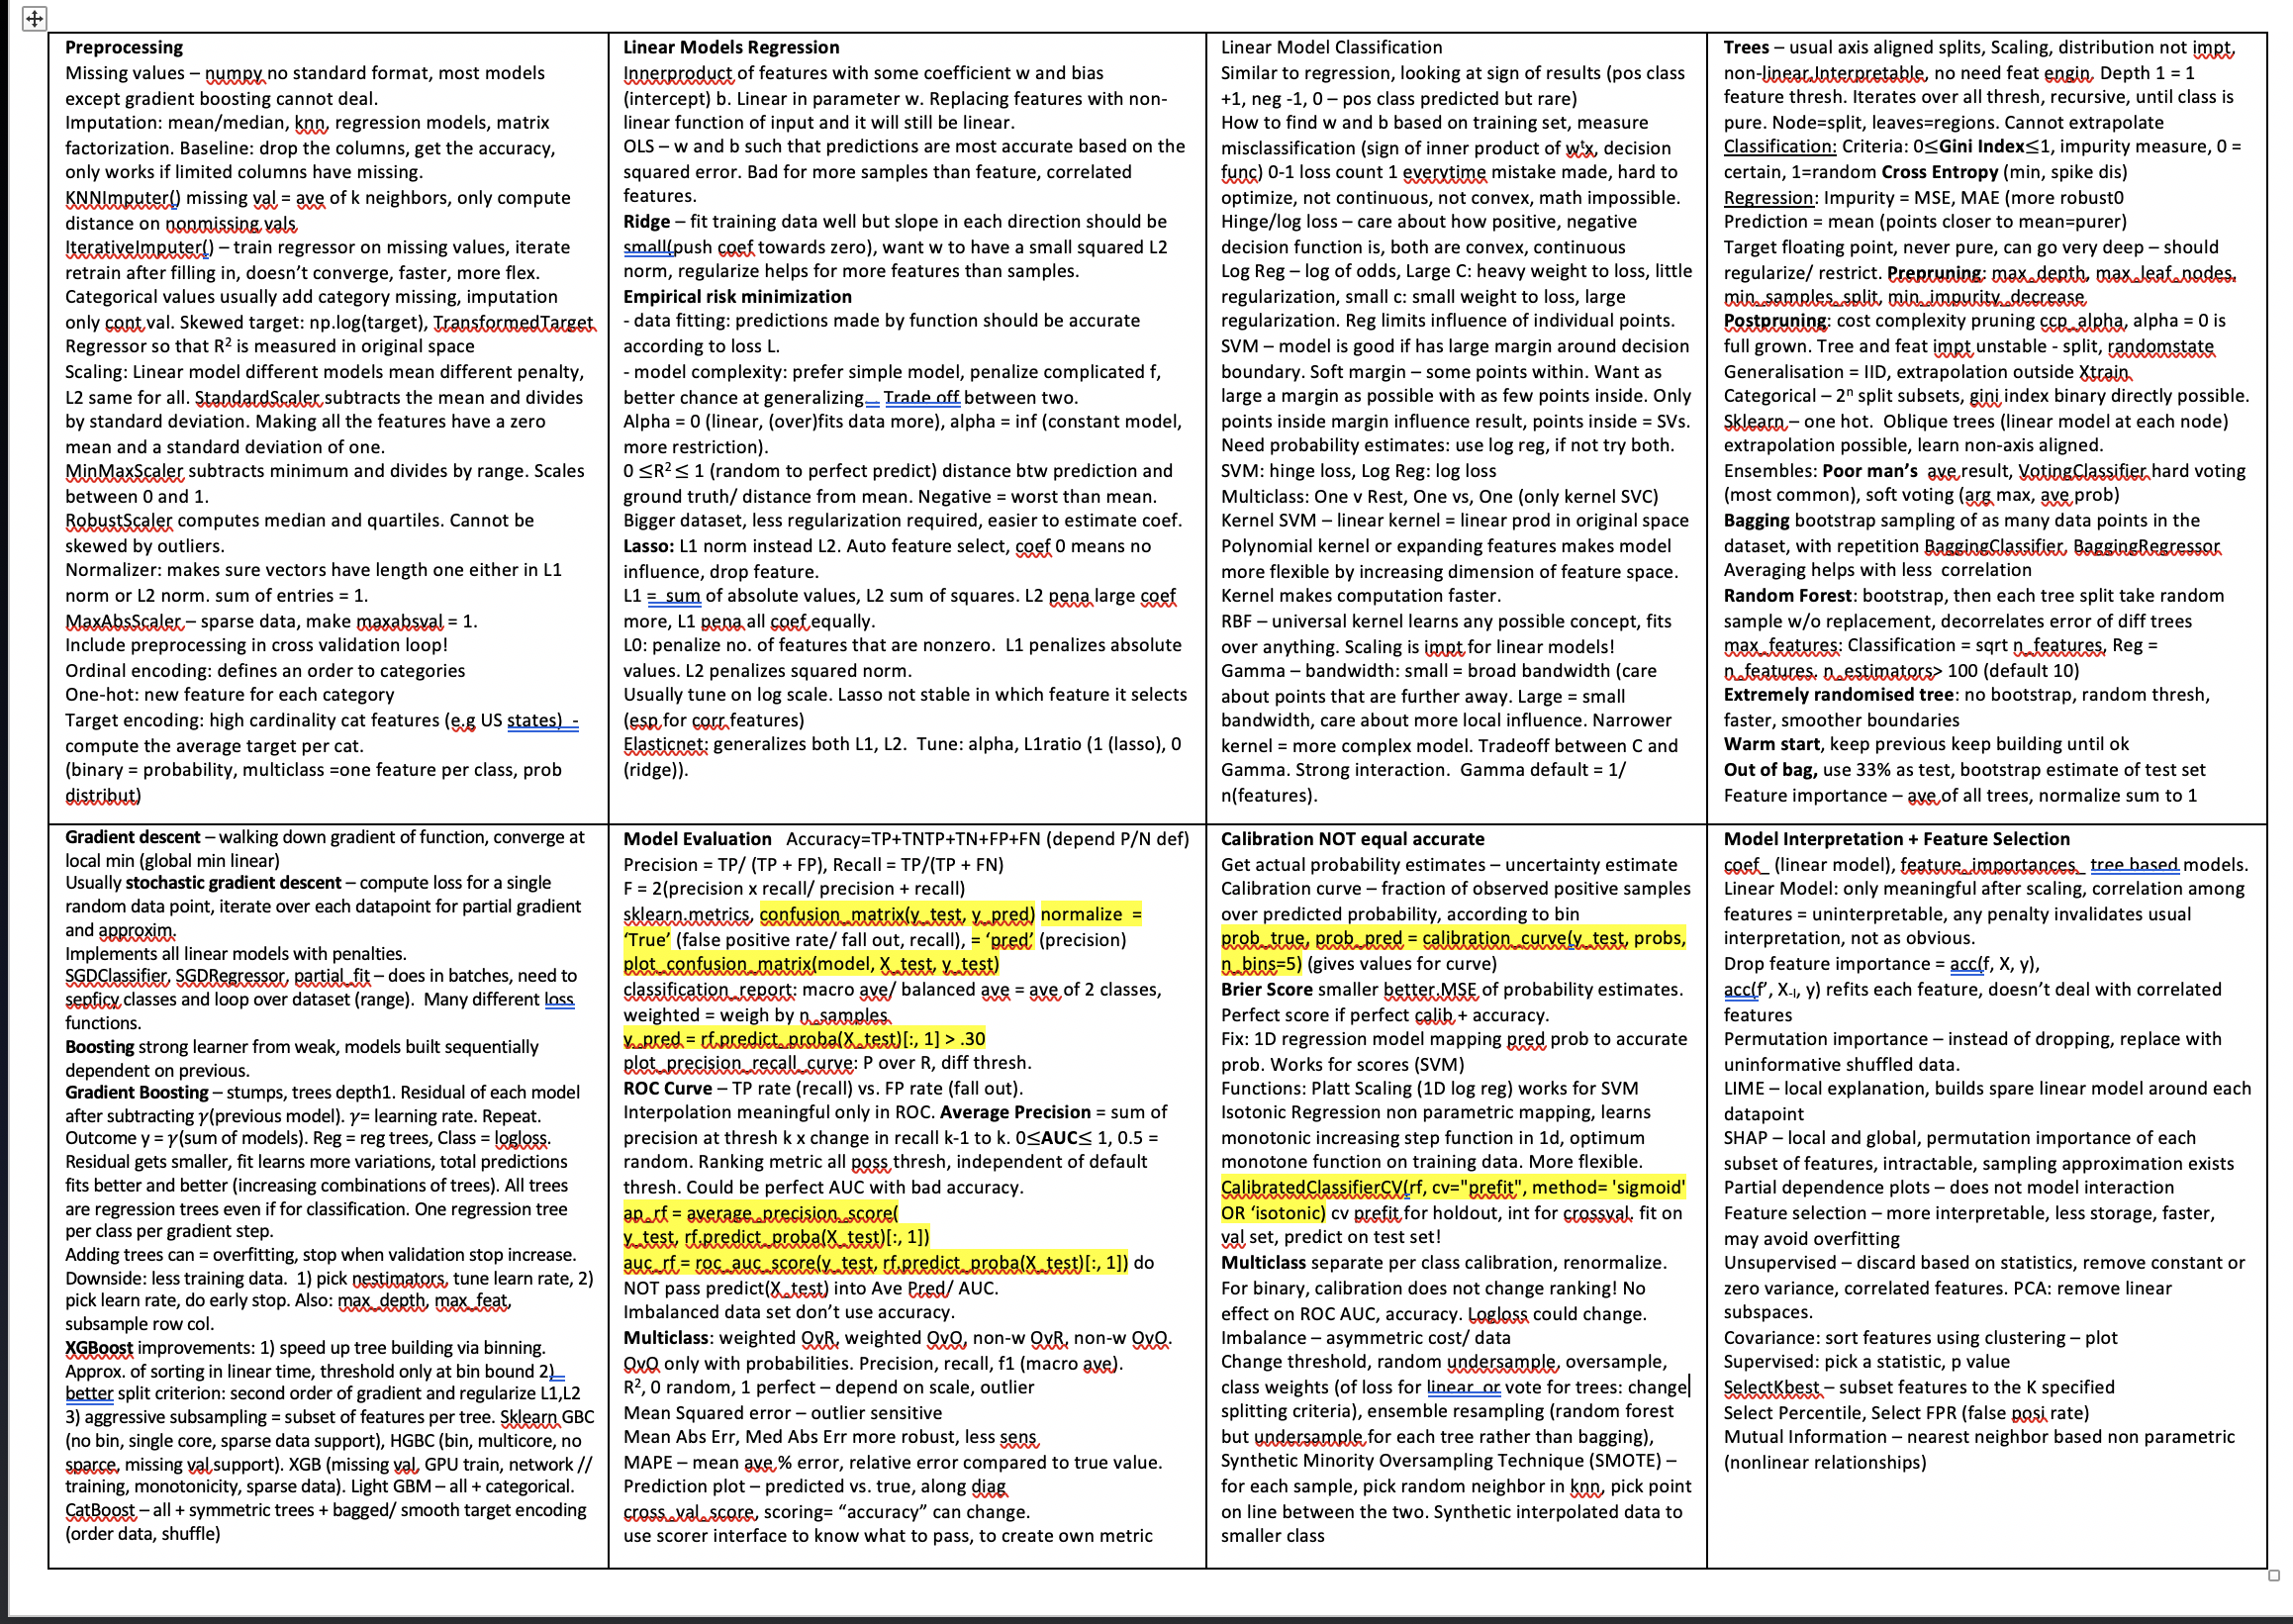 Preprocessing
Missing values – numpy no standard format, most models
except gradient boosting cannot deal.
Imputation: mean/median, knn, regression models, matrix
factorization. Baseline: drop the columns, get the accuracy,
only works if limited columns have missing.
KNNImputer() missing val = ave of k neighbors, only compute
distance on nonmissing vals
IterativeImputer() – train regressor on missing values, iterate
retrain after filling in, doesn't converge, faster, more flex.
Categorical values usually add category missing, imputation
only cont val. Skewed target: np.log(target), TransformedTarget
Regressor so that R² is measured in original space
Scaling: Linear model different models mean different penalty,
L2 same for all. StandardScaler subtracts the mean and divides
by standard deviation. Making all the features have a zero
mean and a standard deviation of one.
MinMaxScaler subtracts minimum and divides by range. Scales
between 0 and 1.
RobustScaler computes median and quartiles. Cannot be
skewed by outliers.
Normalizer: makes sure vectors have length one either in L1
norm or L2 norm. sum of entries = 1.
MaxAbsScaler – sparse data, make maxabsval = 1.
Include preprocessing in cross validation loop!
Ordinal encoding: defines an order to categories
One-hot: new feature for each category
Target encoding: high cardinality cat features (e.g US states) -
compute the average target per cat.
(binary = probability, multiclass =one feature per class, prob
distribut)
Linear Models Regression
Innerproduct of features with some coefficient w and bias
(intercept) b. Linear in parameter w. Replacing features with non-
linear function of input and it will still be linear.
OLS – w and b such that predictions are most accurate based on the
squared error. Bad for more samples than feature, correlated
features.
Ridge – fit training data well but slope in each direction should be
small(push coef towards zero), want w to have a small squared L2
norm, regularize helps for more features than samples.
Empirical risk minimization
- data fitting: predictions made by function should be accurate
according to loss L.
- model complexity: prefer simple model, penalize complicated f,
better chance at generalizing. Trade off between two.
Alpha = 0 (linear, (over)fits data more), alpha = inf (constant model,
more restriction).
0 ≤R²≤ 1 (random to perfect predict) distance btw prediction and
ground truth/ distance from mean. Negative = worst than mean.
Bigger dataset, less regularization required, easier to estimate coef.
Lasso: L1 norm instead L2. Auto feature select, coef 0 means no
influence, drop feature.
L1 = sum of absolute values, L2 sum of squares. L2 pena large coef
more, L1 pena all coef equally.
L0: penalize no. of features that are nonzero. L1 penalizes absolute
values. L2 penalizes squared norm.
Usually tune on log scale. Lasso not stable in which feature it selects
(esp for corr features)
Elasticnet: generalizes both L1, L2. Tune: alpha, L1ratio (1 (lasso), 0
(ridge)).
Linear Model Classification
Similar to regression, looking at sign of results (pos class
+1, neg -1, 0 – pos class predicted but rare)
How to find w and b based on training set, measure
misclassification (sign of inner product of wᵗx, decision
func) 0-1 loss count 1 everytime mistake made, hard to
optimize, not continuous, not convex, math impossible.
Hinge/log loss – care about how positive, negative
decision function is, both are convex, continuous
Log Reg – log of odds, Large C: heavy weight to loss, little
regularization, small c: small weight to loss, large
regularization. Reg limits influence of individual points.
SVM – model is good if has large margin around decision
boundary. Soft margin – some points within. Want as
large a margin as possible with as few points inside. Only
points inside margin influence result, points inside = SVs.
Need probability estimates: use log reg, if not try both.
SVM: hinge loss, Log Reg: log loss
Multiclass: One v Rest, One vs, One (only kernel SVC)
Kernel SVM – linear kernel = linear prod in original space
Polynomial kernel or expanding features makes model
more flexible by increasing dimension of feature space.
Kernel makes computation faster.
RBF – universal kernel learns any possible concept, fits
over anything. Scaling is impt for linear models!
Gamma – bandwidth: small = broad bandwidth (care
about points that are further away. Large = small
bandwidth, care about more local influence. Narrower
kernel = more complex model. Tradeoff between C and
Gamma. Strong interaction. Gamma default = 1/
n(features).
Trees – usual axis aligned splits, Scaling, distribution not impt,
non-linear,Interpretable, no need feat engin. Depth 1 = 1
feature thresh. Iterates over all thresh, recursive, until class is
pure. Node=split, leaves=regions. Cannot extrapolate
Classification: Criteria: 0≤Gini Index≤1, impurity measure, 0 =
certain, 1=random Cross Entropy (min, spike dis)
Regression: Impurity = MSE, MAE (more robust0
Prediction = mean (points closer to mean=purer)
Target floating point, never pure, can go very deep – should
regularize/ restrict. Prepruning: max_depth, max_leaf_nodes,
min_samples_split, min_impurity_decrease
Postpruning: cost complexity pruning ccp_alpha, alpha = 0 is
full grown. Tree and feat impt unstable - split, randomstate
Generalisation = IID, extrapolation outside Xtrain
Categorical – 2ⁿ split subsets, gini index binary directly possible.
Sklearn – one hot. Oblique trees (linear model at each node)
extrapolation possible, learn non-axis aligned.
Ensembles: Poor man's ave result, VotingClassifier hard voting
(most common), soft voting (arg max, ave prob)
Bagging bootstrap sampling of as many data points in the
dataset, with repetition BaggingClassifier, BaggingRegressor
Averaging helps with less correlation
Random Forest: bootstrap, then each tree split take random
sample w/o replacement, decorrelates error of diff trees
max_features: Classification = sqrt n_features, Reg =
n_features. n_estimators> 100 (default 10)
Extremely randomised tree: no bootstrap, random thresh,
faster, smoother boundaries
Warm start, keep previous keep building until ok
Out of bag, use 33% as test, bootstrap estimate of test set
Feature importance – ave of all trees, normalize sum to 1
Gradient descent – walking down gradient of function, converge at
local min (global min linear)
Usually stochastic gradient descent – compute loss for a single
random data point, iterate over each datapoint for partial gradient
and approxim.
Implements all linear models with penalties.
SGDClassifier, SGDRegressor, partial_fit – does in batches, need to
sepficy classes and loop over dataset (range). Many different loss
functions.
Boosting strong learner from weak, models built sequentially
dependent on previous.
Gradient Boosting – stumps, trees depth1. Residual of each model
after subtracting γ(previous model). γ= learning rate. Repeat.
Outcome y = γ(sum of models). Reg = reg trees, Class = logloss.
Residual gets smaller, fit learns more variations, total predictions
fits better and better (increasing combinations of trees). All trees
are regression trees even if for classification. One regression tree
per class per gradient step.
Adding trees can = overfitting, stop when validation stop increase.
Downside: less training data. 1) pick nestimators, tune learn rate, 2)
pick learn rate, do early stop. Also: max_depth, max_feat,
subsample row col.
XGBoost improvements: 1) speed up tree building via binning.
Approx. of sorting in linear time, threshold only at bin bound 2)
better split criterion: second order of gradient and regularize L1,L2
3) aggressive subsampling = subset of features per tree. Sklearn GBC
(no bin, single core, sparse data support), HGBC (bin, multicore, no
sparce, missing val support). XGB (missing val, GPU train, network //
training, monotonicity, sparse data). Light GBM – all + categorical.
CatBoost – all + symmetric trees + bagged/ smooth target encoding
(order data, shuffle)
Model Evaluation Accuracy=TP+TNTP+TN+FP+FN (depend P/N def)
Precision = TP/ (TP + FP), Recall = TP/(TP + FN)
F = 2(precision x recall/ precision + recall)
sklearn.metrics, confusion_matrix(y_test, y_pred) normalize =
'True' (false positive rate/ fall out, recall), = 'pred' (precision)
plot_confusion_matrix(model, X_test, y_test)
classification_report: macro ave/ balanced ave = ave of 2 classes,
weighted = weigh by n_samples
y_pred = rf.predict_proba(X_test)[:, 1] > .30
plot_precision_recall_curve: P over R, diff thresh.
ROC Curve – TP rate (recall) vs. FP rate (fall out).
Interpolation meaningful only in ROC. Average Precision = sum of
precision at thresh k x change in recall k-1 to k. 0≤AUC≤ 1, 0.5 =
random. Ranking metric all poss thresh, independent of default
thresh. Could be perfect AUC with bad accuracy.
ap_rf = average_precision_score(
y_test, rf.predict_proba(X_test)[:, 1])
auc_rf = roc_auc_score(y_test, rf.predict_proba(X_test)[:, 1]) do
NOT pass predict(X_test) into Ave Pred/ AUC.
Imbalanced data set don't use accuracy.
Multiclass: weighted OvR, weighted OvO, non-w OvR, non-w OvO.
OvO only with probabilities. Precision, recall, f1 (macro ave).
R², 0 random, 1 perfect – depend on scale, outlier
Mean Squared error – outlier sensitive
Mean Abs Err, Med Abs Err more robust, less sens
MAPE – mean ave % error, relative error compared to true value.
Prediction plot – predicted vs. true, along diag
cross_val_score, scoring= "accuracy" can change.
use scorer interface to know what to pass, to create own metric
Calibration NOT equal accurate
Get actual probability estimates – uncertainty estimate
Calibration curve – fraction of observed positive samples
over predicted probability, according to bin
prob_true, prob_pred = calibration_curve(y_test, probs,
n_bins=5) (gives values for curve)
Brier Score smaller better.MSE of probability estimates.
Perfect score if perfect calib + accuracy.
Fix: 1D regression model mapping pred prob to accurate
prob. Works for scores (SVM)
Functions: Platt Scaling (1D log reg) works for SVM
Isotonic Regression non parametric mapping, learns
monotonic increasing step function in 1d, optimum
monotone function on training data. More flexible.
CalibratedClassifierCV(rf, cv="prefit", method= 'sigmoid'
OR 'isotonic) cv prefit for holdout, int for crossval. fit on
val set, predict on test set!
Multiclass separate per class calibration, renormalize.
For binary, calibration does not change ranking! No
effect on ROC AUC, accuracy. Logloss could change.
Imbalance – asymmetric cost/ data
Change threshold, random undersample, oversample,
class weights (of loss for linear or vote for trees: change
splitting criteria), ensemble resampling (random forest
but undersample for each tree rather than bagging),
Synthetic Minority Oversampling Technique (SMOTE) –
for each sample, pick random neighbor in knn, pick point
on line between the two. Synthetic interpolated data to
smaller class
Model Interpretation + Feature Selection
coef_ (linear model), feature_importances_ tree based models.
Linear Model: only meaningful after scaling, correlation among
features = uninterpretable, any penalty invalidates usual
interpretation, not as obvious.
Drop feature importance = acc(f, X, y),
acc(f', X₋ᵢ, y) refits each feature, doesn't deal with correlated
features
Permutation importance – instead of dropping, replace with
uninformative shuffled data.
LIME – local explanation, builds spare linear model around each
datapoint
SHAP – local and global, permutation importance of each
subset of features, intractable, sampling approximation exists
Partial dependence plots – does not model interaction
Feature selection – more interpretable, less storage, faster,
may avoid overfitting
Unsupervised – discard based on statistics, remove constant or
zero variance, correlated features. PCA: remove linear
subspaces.
Covariance: sort features using clustering – plot
Supervised: pick a statistic, p value
SelectKbest – subset features to the K specified
Select Percentile, Select FPR (false posi rate)
Mutual Information – nearest neighbor based non parametric
(nonlinear relationships)